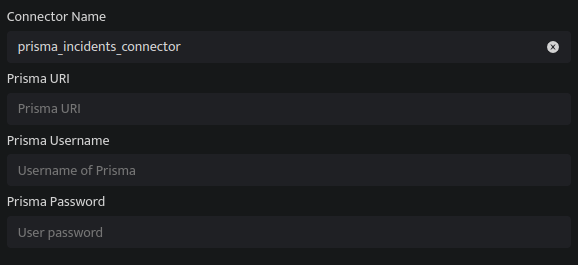 Connector Name
prisma_incidents_connector
Prisma URI
Prisma URI
Prisma Username
Username of Prisma
Prisma Password
User password